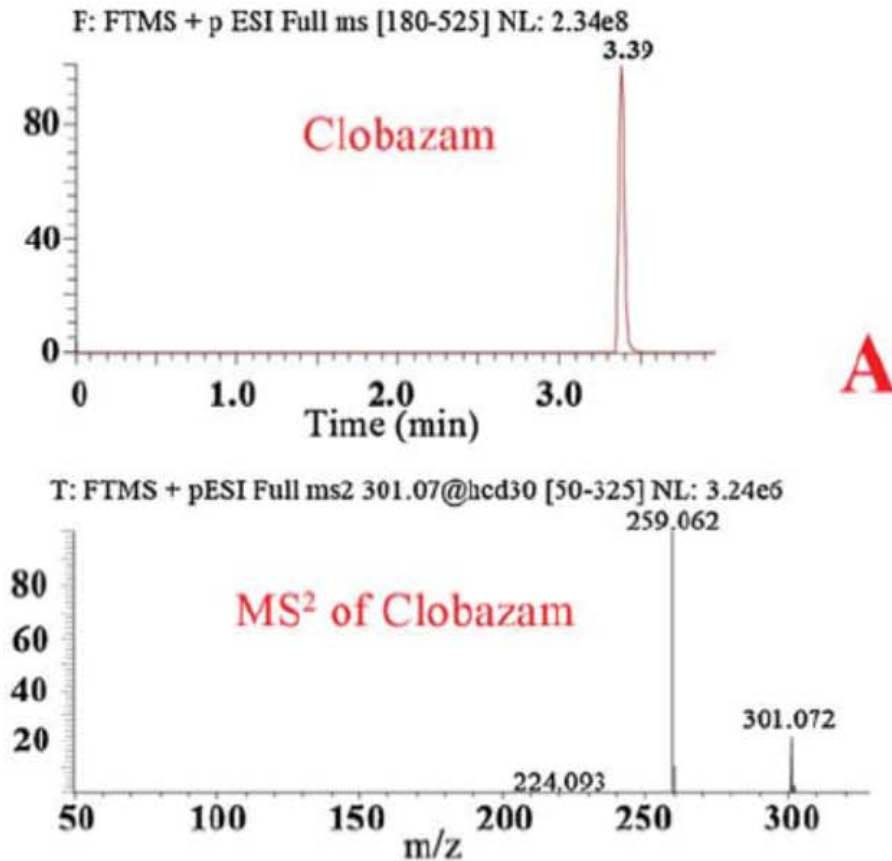 F: FTMS + p ESI Full ms [180-525] NL: 2.34e8
3.39
80
Clobazam
40
0
0 1.0 2.0 3.0
Time (min)
A
T: FTMS + pESI Full ms2 301.07@hcd30 [50-325] NL: 3.24e6
259.062
80
MS² of Clobazam
60
40
301.072
20
224.093
50 100 150 200 250 300
m/z